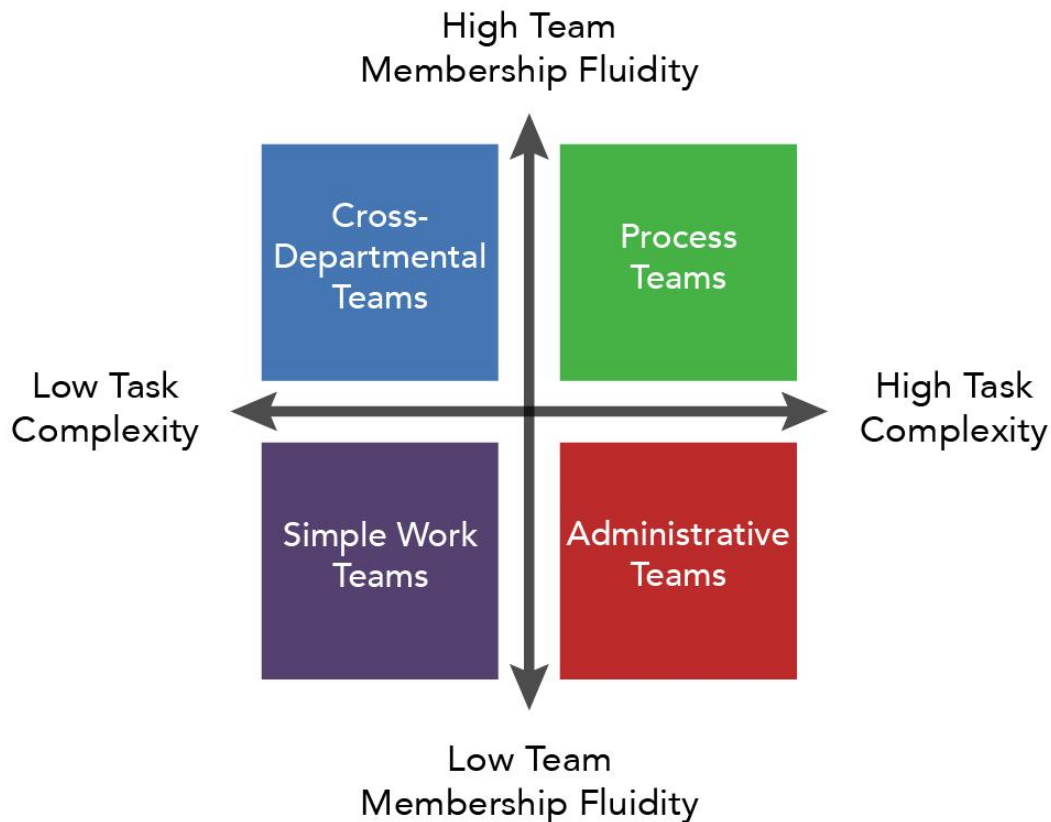 High Team
Membership Fluidity
Cross-
Departmental
Teams
Process
Teams
Low Task
Complexity
High Task
Complexity
Simple Work
Teams
Administrative
Teams
Low Team
Membership Fluidity